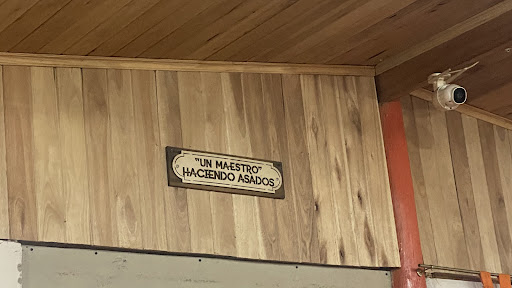 "UN MAESTRO"
HACIENDO ASADOS